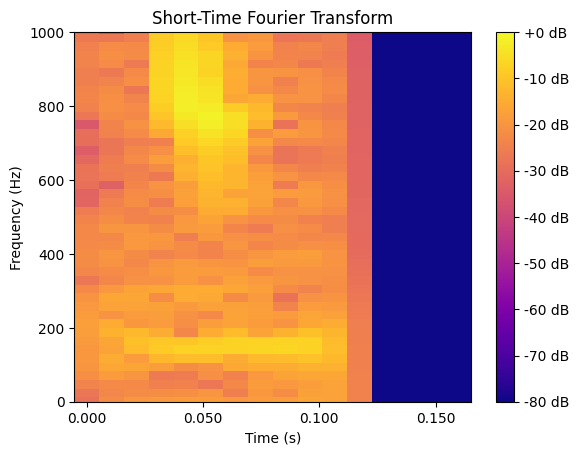 Short-Time Fourier Transform
Frequency (Hz)
1000
800
600
400
200
0
0.000
0.050
0.100
0.150
Time (s)
+0 dB
-10 dB
-20 dB
-30 dB
-40 dB
-50 dB
-60 dB
-70 dB
-80 dB